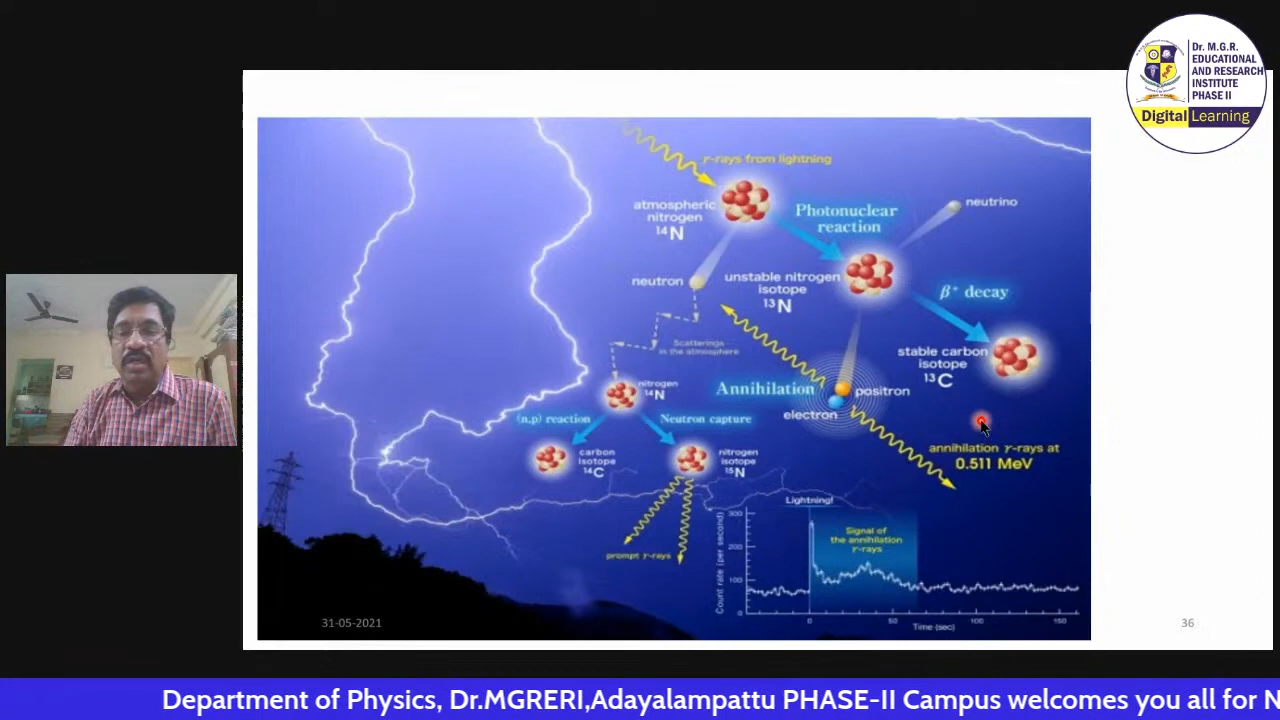 Dr. M.G.R.
EDUCATIONAL
AND RESEARCH
INSTITUTE
PHASE II
Digital Learning
γ-rays from lightning
atmospheric
nitrogen
¹⁴N
Photonuclear
reaction
neutrino
neutron
unstable nitrogen
isotope
¹³N
β⁺ decay
Scatterings
in the atmosphere
stable carbon
isotope
¹³C
nitrogen
¹⁴N
Annihilation
positron
electron
(n,p) reaction
Neutron capture
carbon
isotope
¹⁴C
nitrogen
isotope
¹⁵N
annihilation γ-rays at
0.511 MeV
prompt γ-rays
Lightning!
Signal of
the annihilation
γ-rays
Count rate (per second)
300
200
100
0
0
50
100
150
Time (sec)
31-05-2021
36
Department of Physics, Dr.MGRERI,Adayalampattu PHASE-II Campus welcomes you all for N